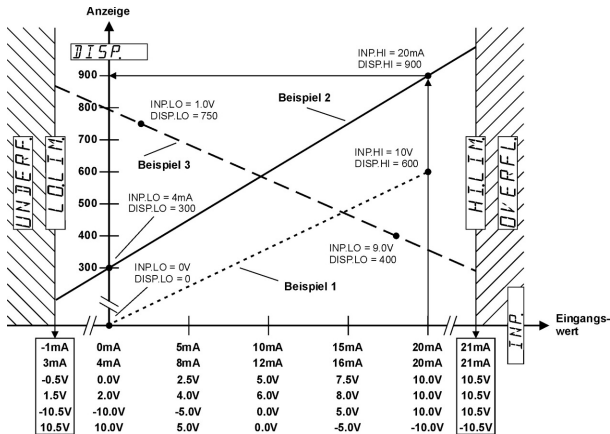 Anzeige
DISP.
900
800
700
600
500
400
300
INP.HI = 20mA
DISP.HI = 900
Beispiel 2
INP.LO = 1.0V
DISP.LO = 750
Beispiel 3
INP.HI = 10V
DISP.HI = 600
INP.LO = 4mA
DISP.LO = 300
INP.LO = 9.0V
DISP.LO = 400
INP.LO = 0V
DISP.LO = 0
Beispiel 1
UNDERF.
LO.LIM.
HI.LIM.
OVERFL.
INP.
Eingangs-
wert
-1mA 0mA 5mA 10mA 15mA 20mA 21mA
3mA 4mA 8mA 12mA 16mA 20mA 21mA
-0.5V 0.0V 2.5V 5.0V 7.5V 10.0V 10.5V
1.5V 2.0V 4.0V 6.0V 8.0V 10.0V 10.5V
-10.5V -10.0V -5.0V 0.0V 5.0V 10.0V 10.5V
10.5V 10.0V 5.0V 0.0V -5.0V -10.0V -10.5V